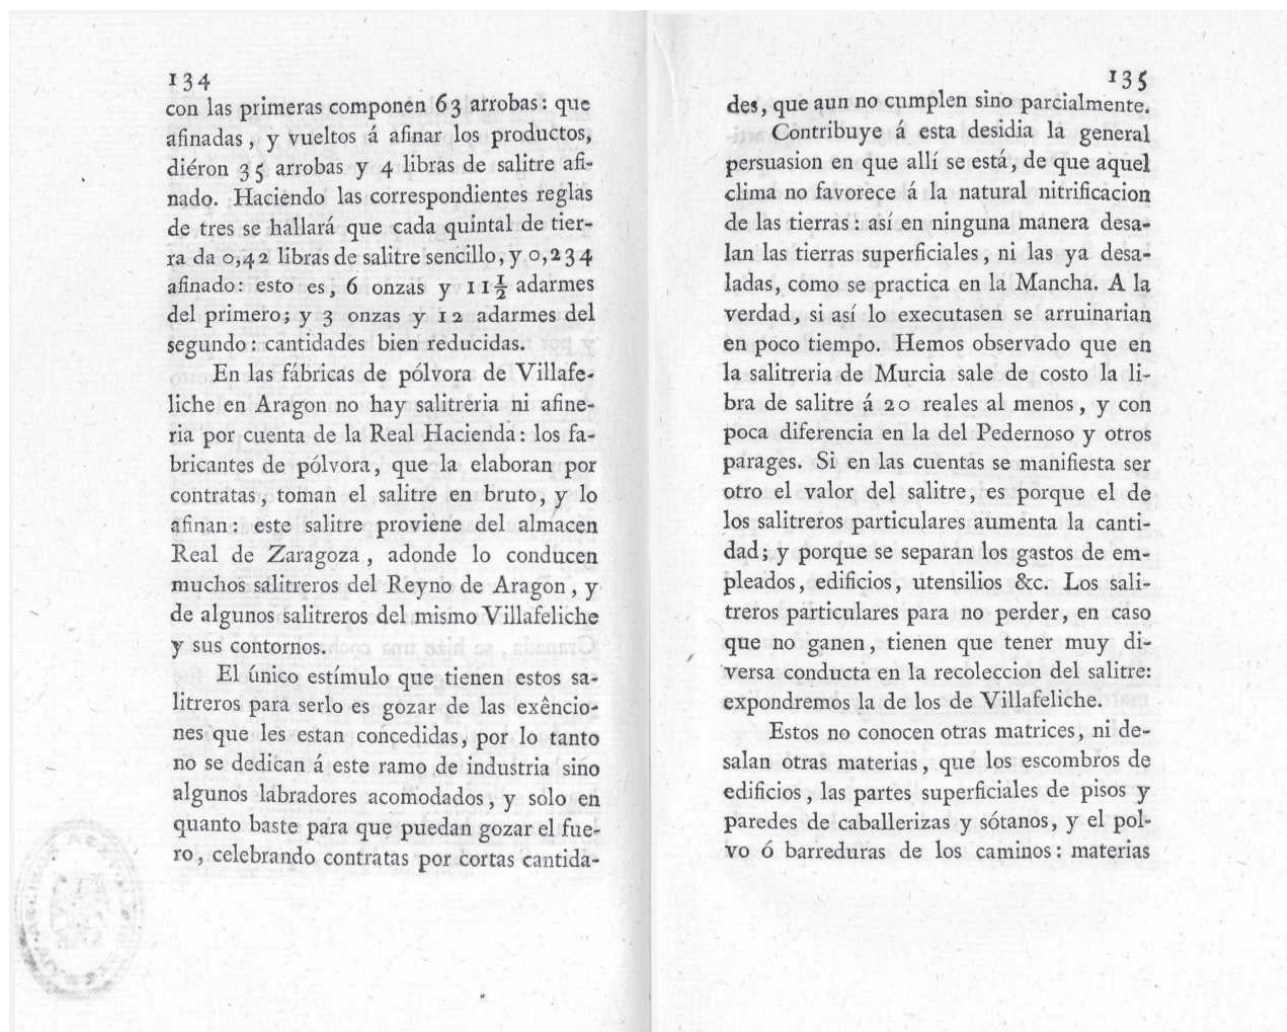 134
con las primeras componen 63 arrobas: que
afinadas, y vueltos á afinar los productos,
diéron 35 arrobas y 4 libras de salitre afi-
nado. Haciendo las correspondientes reglas
de tres se hallará que cada quintal de tier-
ra da 0,42 libras de salitre sencillo, y 0,234
afinado: esto es, 6 onzas y 11½ adarmes
del primero; y 3 onzas y 12 adarmes del
segundo: cantidades bien reducidas.
En las fábricas de pólvora de Villafe-
liche en Aragon no hay salitreria ni afine-
ria por cuenta de la Real Hacienda: los fa-
bricantes de pólvora, que la elaboran por
contratas, toman el salitre en bruto, y lo
afinan: este salitre proviene del almacen
Real de Zaragoza, adonde lo conducen
muchos salitreros del Reyno de Aragon, y
de algunos salitreros del mismo Villafeliche
y sus contornos.
El único estímulo que tienen estos sa-
litreros para serlo es gozar de las exêncio-
nes que les estan concedidas, por lo tanto
no se dedican á este ramo de industria sino
algunos labradores acomodados, y solo en
quanto baste para que puedan gozar el fue-
ro, celebrando contratas por cortas cantida-
135
des, que aun no cumplen sino parcialmente.
Contribuye á esta desidia la general
persuasion en que allí se está, de que aquel
clima no favorece á la natural nitrificacion
de las tierras: así en ninguna manera desa-
lan las tierras superficiales, ni las ya desa-
ladas, como se practica en la Mancha. A la
verdad, si así lo executasen se arruinarian
en poco tiempo. Hemos observado que en
la salitreria de Murcia sale de costo la li-
bra de salitre á 20 reales al menos, y con
poca diferencia en la del Pedernoso y otros
parages. Si en las cuentas se manifiesta ser
otro el valor del salitre, es porque el de
los salitreros particulares aumenta la canti-
dad; y porque se separan los gastos de em-
pleados, edificios, utensilios &c. Los sali-
treros particulares para no perder, en caso
que no ganen, tienen que tener muy di-
versa conducta en la recoleccion del salitre:
expondremos la de los de Villafeliche.
Estos no conocen otras matrices, ni de-
salan otras materias, que los escombros de
edificios, las partes superficiales de pisos y
paredes de caballerizas y sótanos, y el pol-
vo ó barreduras de los caminos: materias